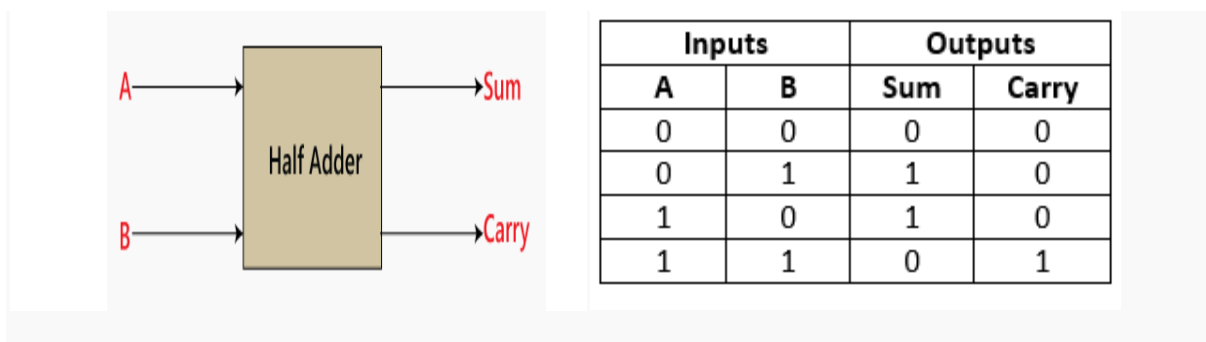 A
Sum
Half Adder
B
Carry
Inputs Outputs
A B Sum Carry
0 0 0 0
0 1 1 0
1 0 1 0
1 1 0 1